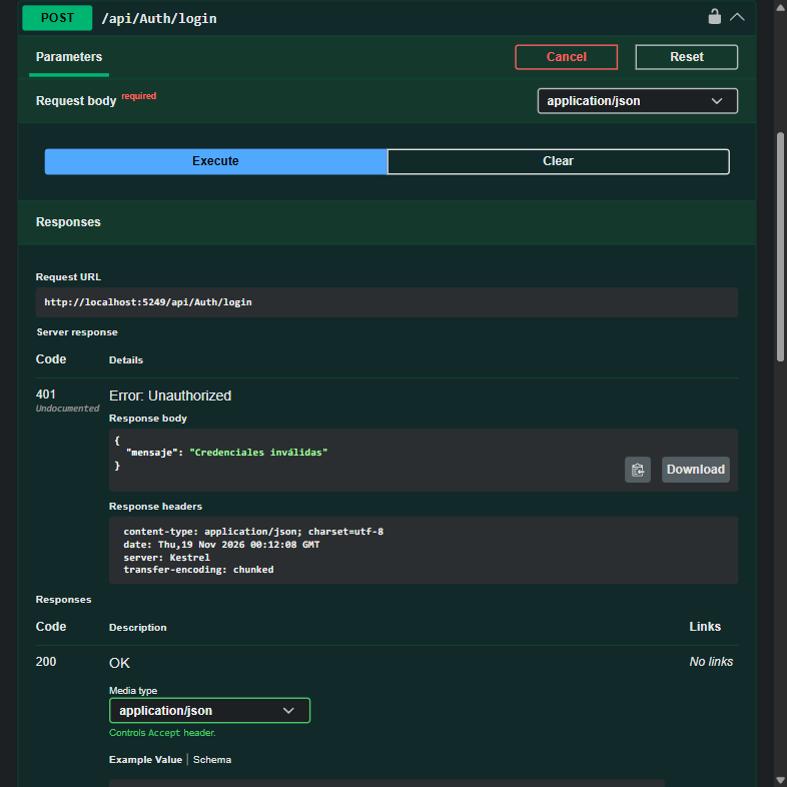 POST /api/Auth/login
Parameters
Cancel
Reset
Request body required
application/json
Execute
Clear
Responses
Request URL
http://localhost:5249/api/Auth/login
Server response
Code Details
401 Error: Unauthorized
Undocumented
Response body
{
"mensaje": "Credenciales inválidas"
}
Download
Response headers
content-type: application/json; charset=utf-8
date: Thu,19 Nov 2026 00:12:08 GMT
server: Kestrel
transfer-encoding: chunked
Responses
Code Description Links
200 OK No links
Media type
application/json
Controls Accept header.
Example Value | Schema